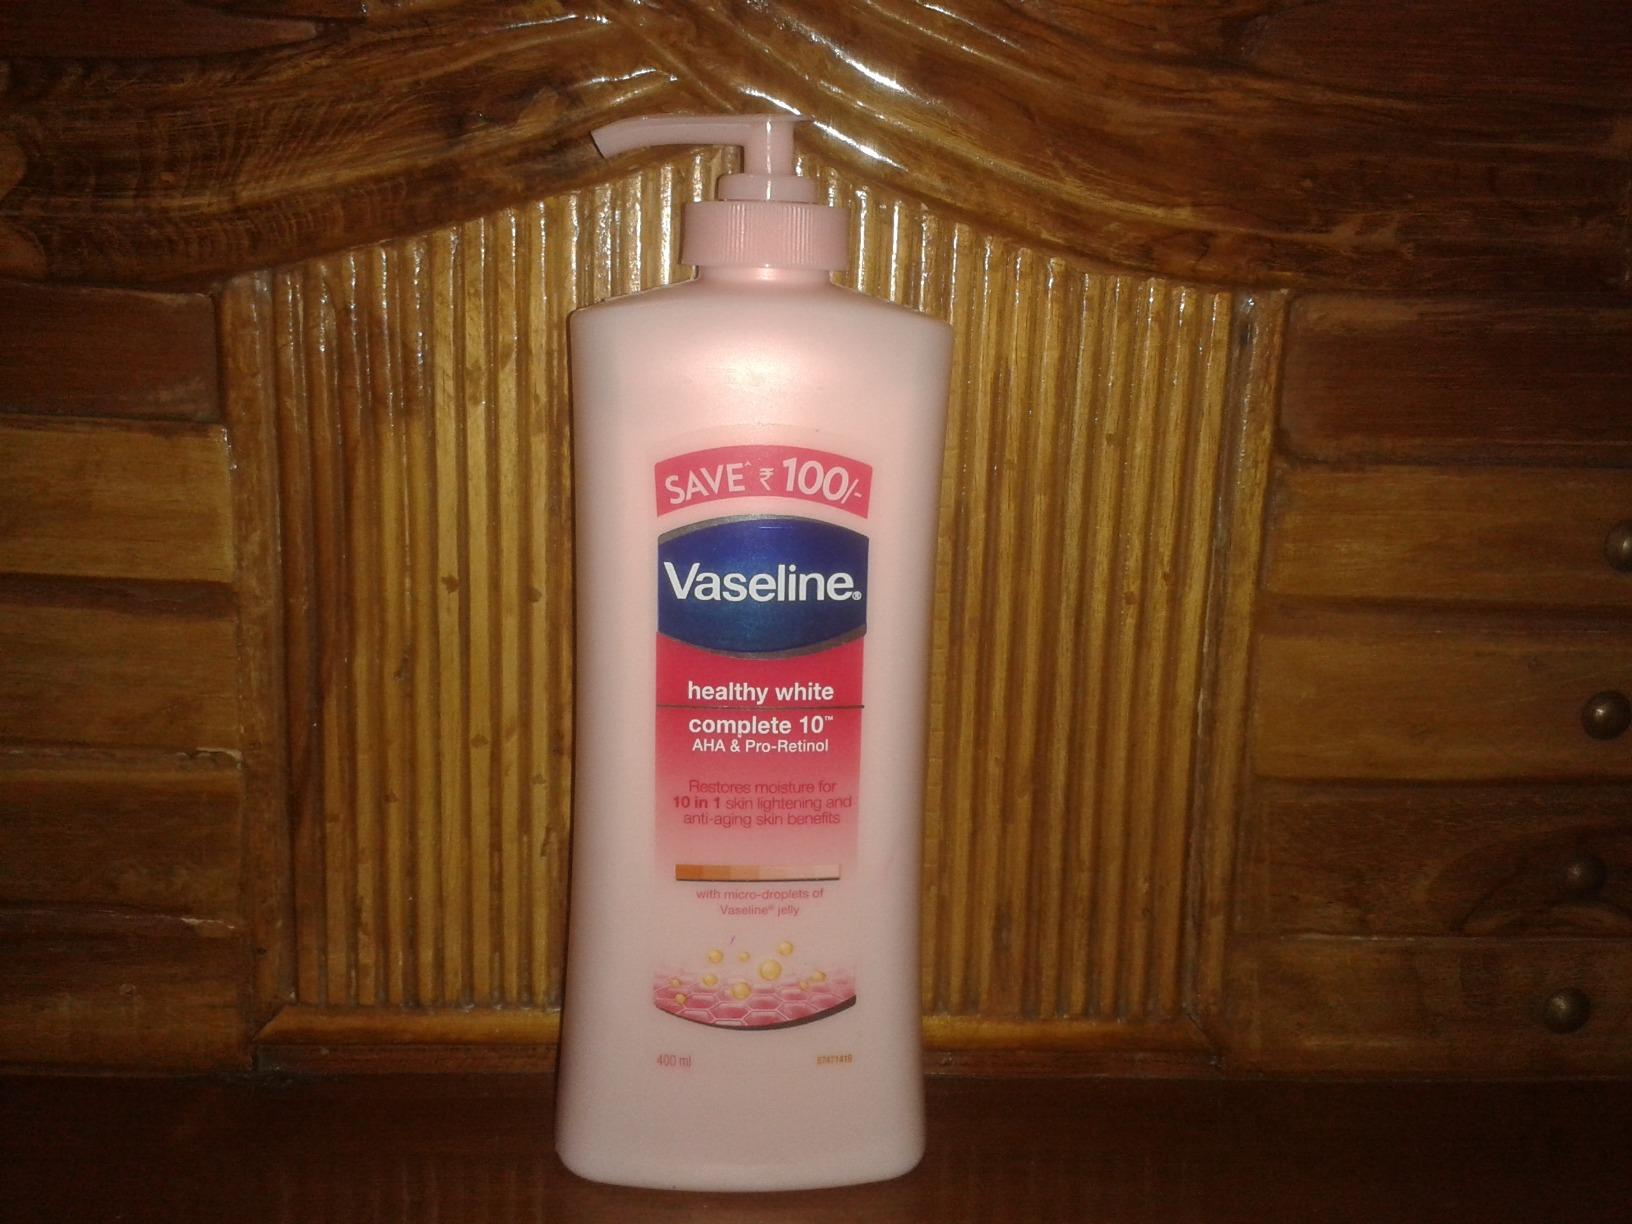 SAVE^ ₹ 100/-
Vaseline®
healthy white
complete 10™
AHA & Pro-Retinol
Restores moisture for
10 in 1 skin lightening and
anti-aging skin benefits
with micro-droplets of
Vaseline® jelly
400 ml